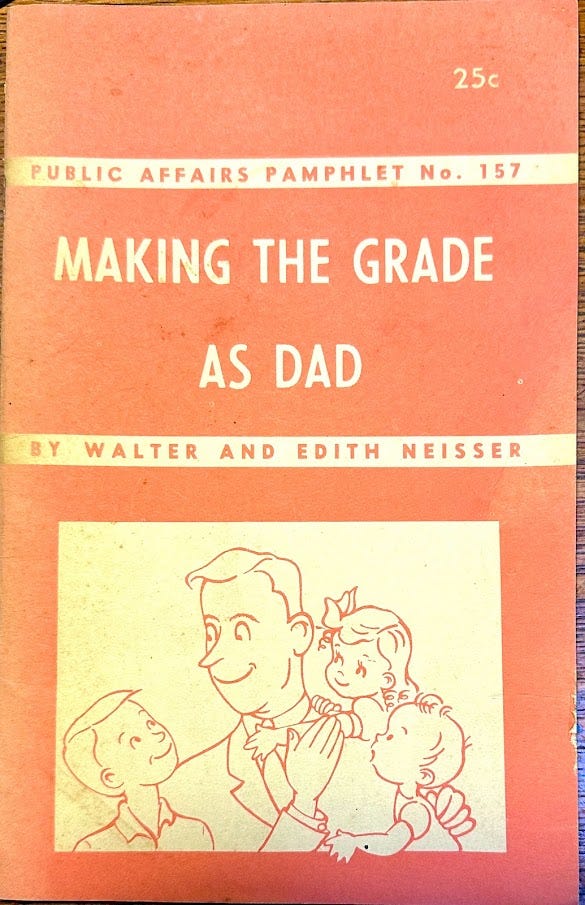 25c
PUBLIC AFFAIRS PAMPHLET No. 157
MAKING THE GRADE
AS DAD
BY WALTER AND EDITH NEISSER